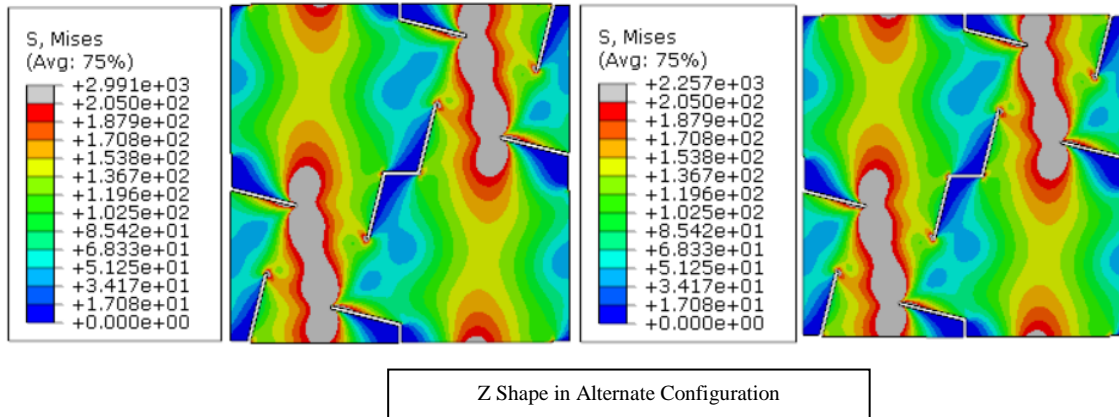 S, Mises
(Avg: 75%)
+2.991e+03
+2.050e+02
+1.879e+02
+1.708e+02
+1.538e+02
+1.367e+02
+1.196e+02
+1.025e+02
+8.542e+01
+6.833e+01
+5.125e+01
+3.417e+01
+1.708e+01
+0.000e+00
S, Mises
(Avg: 75%)
+2.257e+03
+2.050e+02
+1.879e+02
+1.708e+02
+1.538e+02
+1.367e+02
+1.196e+02
+1.025e+02
+8.542e+01
+6.833e+01
+5.125e+01
+3.417e+01
+1.708e+01
+0.000e+00
Z Shape in Alternate Configuration